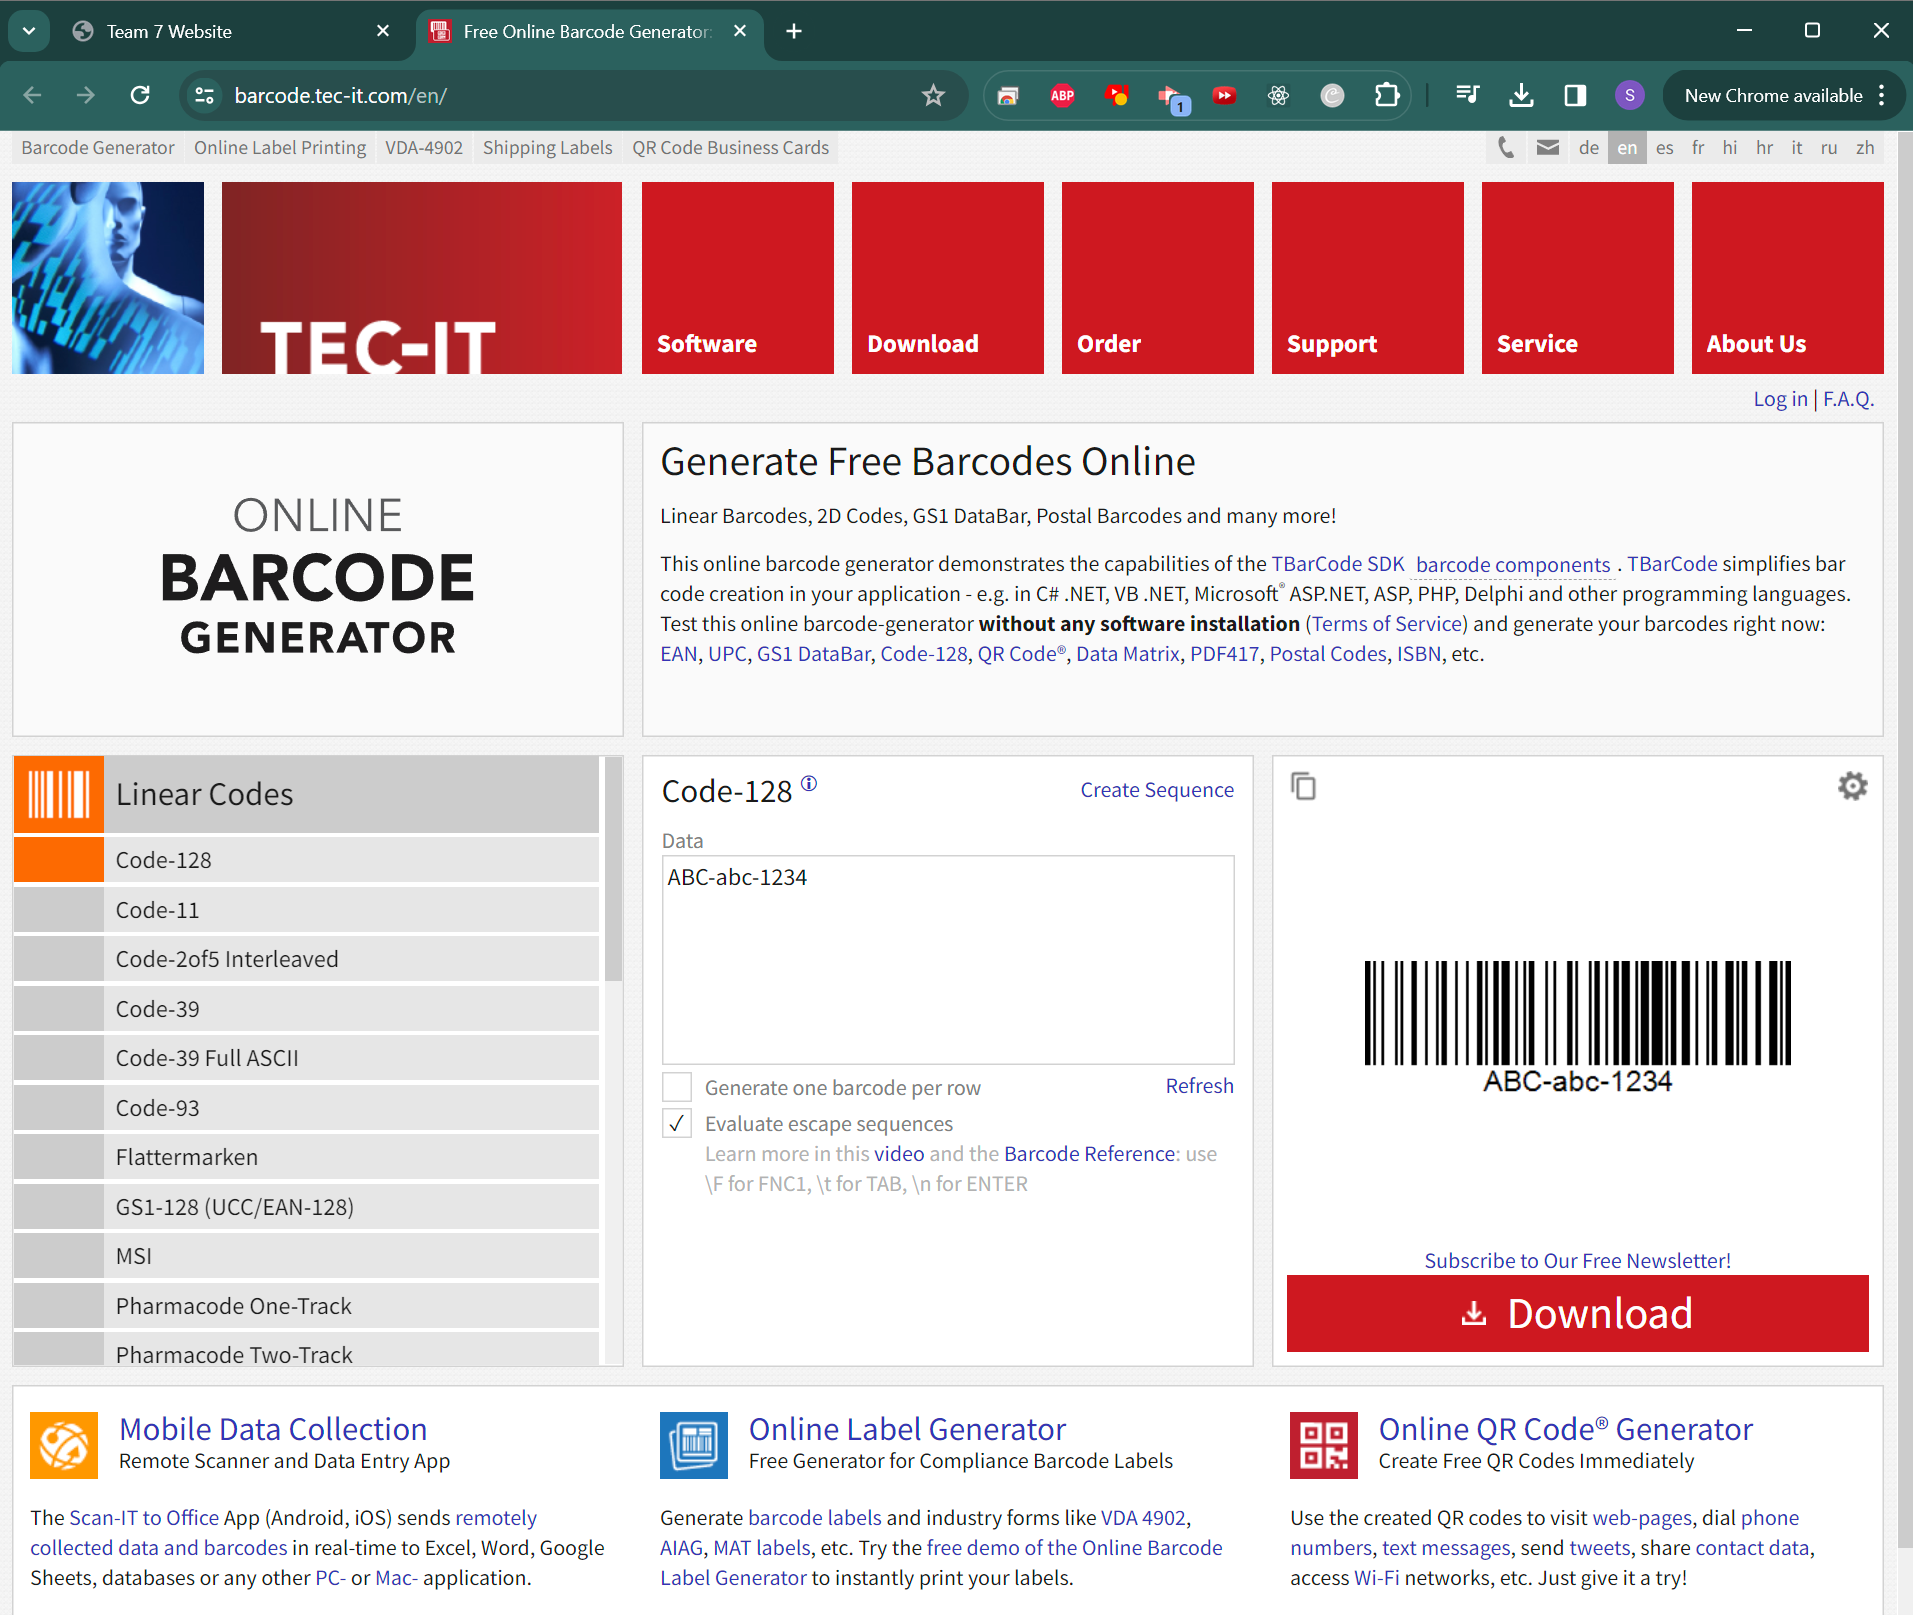 Team 7 Website
Free Online Barcode Generator:
barcode.tec-it.com/en/
ABP
1
S
New Chrome available
Barcode Generator
Online Label Printing
VDA-4902
Shipping Labels
QR Code Business Cards
de
en
es
fr
hi
hr
it
ru
zh
TEC-IT
Software
Download
Order
Support
Service
About Us
Log in | F.A.Q.
ONLINE
BARCODE
GENERATOR
Generate Free Barcodes Online
Linear Barcodes, 2D Codes, GS1 DataBar, Postal Barcodes and many more!
This online barcode generator demonstrates the capabilities of the TBarCode SDK barcode components . TBarCode simplifies bar
code creation in your application - e.g. in C# .NET, VB .NET, Microsoft® ASP.NET, ASP, PHP, Delphi and other programming languages.
Test this online barcode-generator without any software installation (Terms of Service) and generate your barcodes right now:
EAN, UPC, GS1 DataBar, Code-128, QR Code®, Data Matrix, PDF417, Postal Codes, ISBN, etc.
Linear Codes
Code-128
Code-11
Code-2of5 Interleaved
Code-39
Code-39 Full ASCII
Code-93
Flattermarken
GS1-128 (UCC/EAN-128)
MSI
Pharmacode One-Track
Pharmacode Two-Track
Code-128
Create Sequence
Data
ABC-abc-1234
Generate one barcode per row
Refresh
Evaluate escape sequences
Learn more in this video and the Barcode Reference: use
\F for FNC1, \t for TAB, \n for ENTER
ABC-abc-1234
Subscribe to Our Free Newsletter!
Download
Mobile Data Collection
Remote Scanner and Data Entry App
The Scan-IT to Office App (Android, iOS) sends remotely
collected data and barcodes in real-time to Excel, Word, Google
Sheets, databases or any other PC- or Mac- application.
Online Label Generator
Free Generator for Compliance Barcode Labels
Generate barcode labels and industry forms like VDA 4902,
AIAG, MAT labels, etc. Try the free demo of the Online Barcode
Label Generator to instantly print your labels.
Online QR Code® Generator
Create Free QR Codes Immediately
Use the created QR codes to visit web-pages, dial phone
numbers, text messages, send tweets, share contact data,
access Wi-Fi networks, etc. Just give it a try!